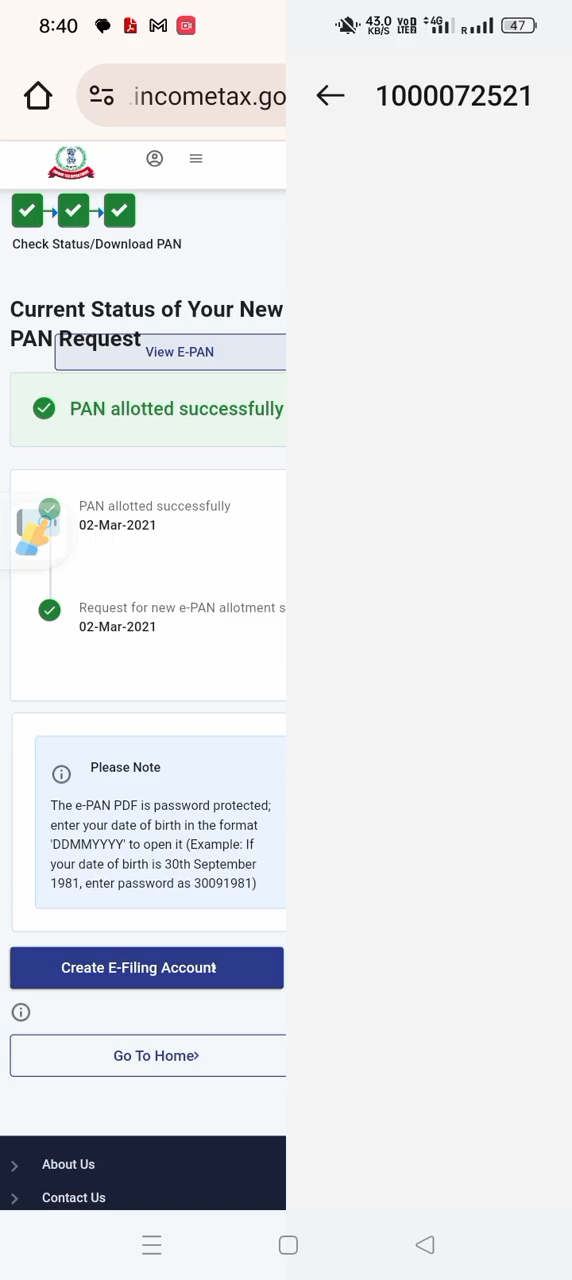 8:40
43.0 KB/S
4G
R
47
.incometax.go
1000072521
Check Status/Download PAN
Current Status of Your New
PAN Request
View E-PAN
PAN allotted successfully
PAN allotted successfully
02-Mar-2021
Request for new e-PAN allotment s
02-Mar-2021
Please Note
The e-PAN PDF is password protected;
enter your date of birth in the format
'DDMMYYYY' to open it (Example: If
your date of birth is 30th September
1981, enter password as 30091981)
Create E-Filing Account
Go To Home
About Us
Contact Us